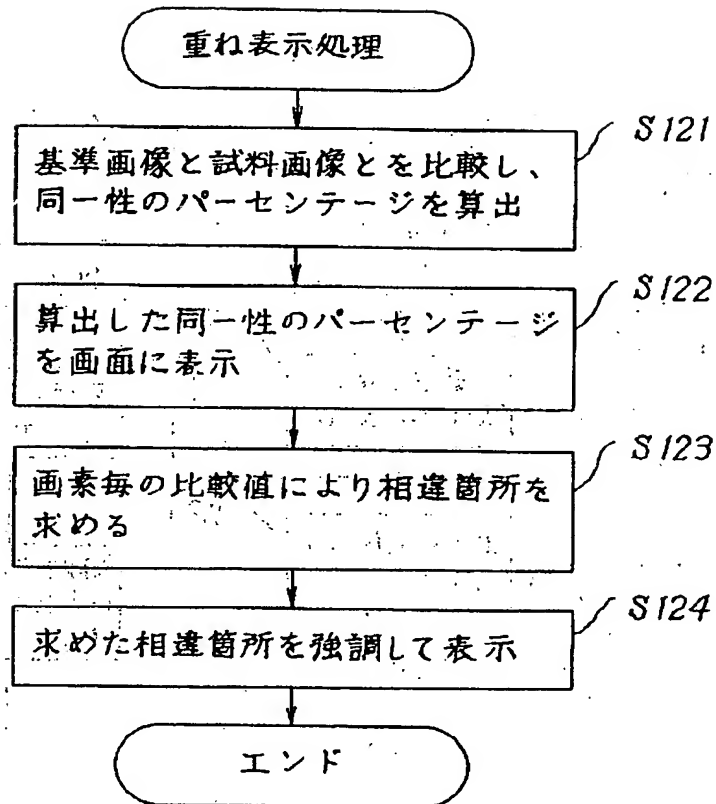 重ね表示処理
S121
基準画像と試料画像とを比較し、
同一性のパーセンテージを算出
S122
算出した同一性のパーセンテージ
を画面に表示
S123
画素毎の比較値により相違箇所を
求める
S124
求めた相違箇所を強調して表示
エンド